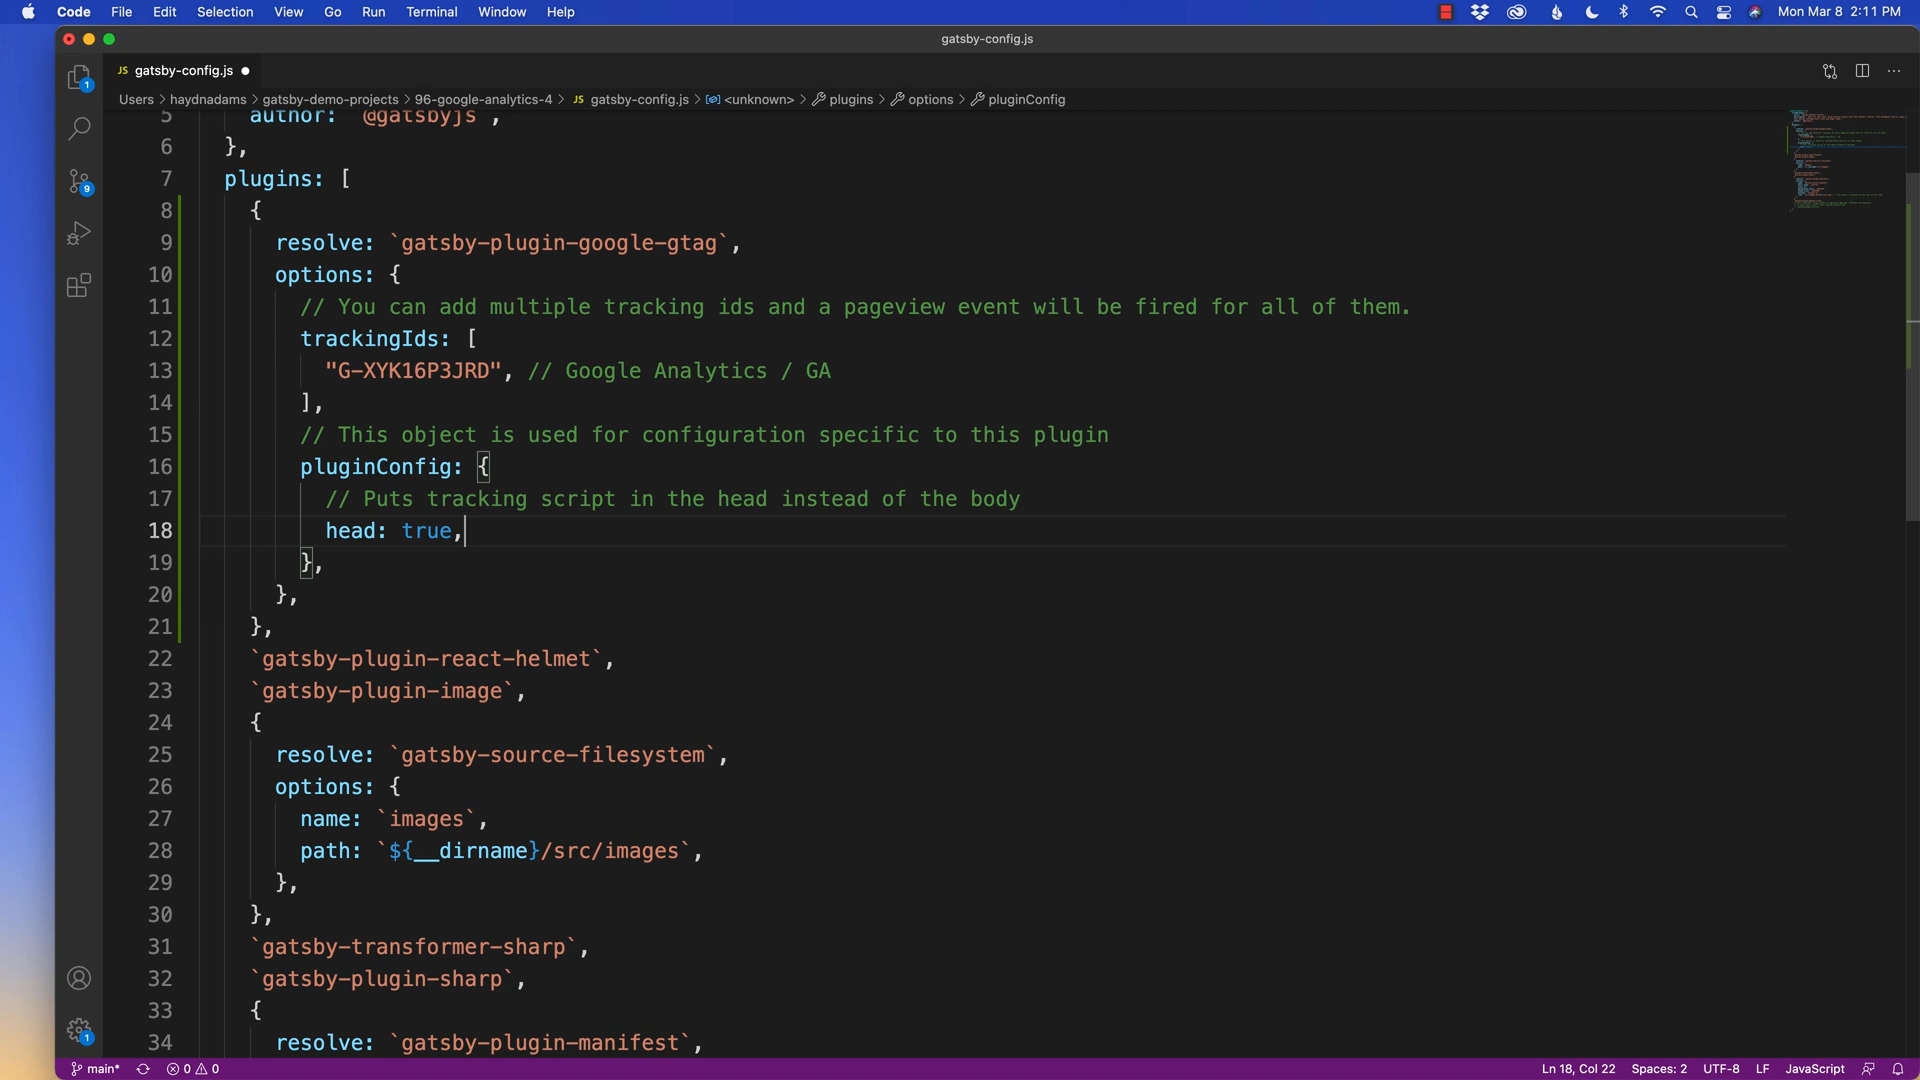 Code File Edit Selection View Go Run Terminal Window Help Mon Mar 8 2:11 PM
gatsby-config.js
JS gatsby-config.js
Users > haydnadams > gatsby-demo-projects > 96-google-analytics-4 > JS gatsby-config.js > <unknown> > plugins > options > pluginConfig
5 author: `@gatsbyjs`,
6 },
7 plugins: [
8 {
9 resolve: `gatsby-plugin-google-gtag`,
10 options: {
11 // You can add multiple tracking ids and a pageview event will be fired for all of them.
12 trackingIds: [
13 "G-XYK16P3JRD", // Google Analytics / GA
14 ],
15 // This object is used for configuration specific to this plugin
16 pluginConfig: {
17 // Puts tracking script in the head instead of the body
18 head: true,
19 },
20 },
21 },
22 `gatsby-plugin-react-helmet`,
23 `gatsby-plugin-image`,
24 {
25 resolve: `gatsby-source-filesystem`,
26 options: {
27 name: `images`,
28 path: `${__dirname}/src/images`,
29 },
30 },
31 `gatsby-transformer-sharp`,
32 `gatsby-plugin-sharp`,
33 {
34 resolve: `gatsby-plugin-manifest`,
1
9
1
main* 0 0 Ln 18, Col 22 Spaces: 2 UTF-8 LF JavaScript